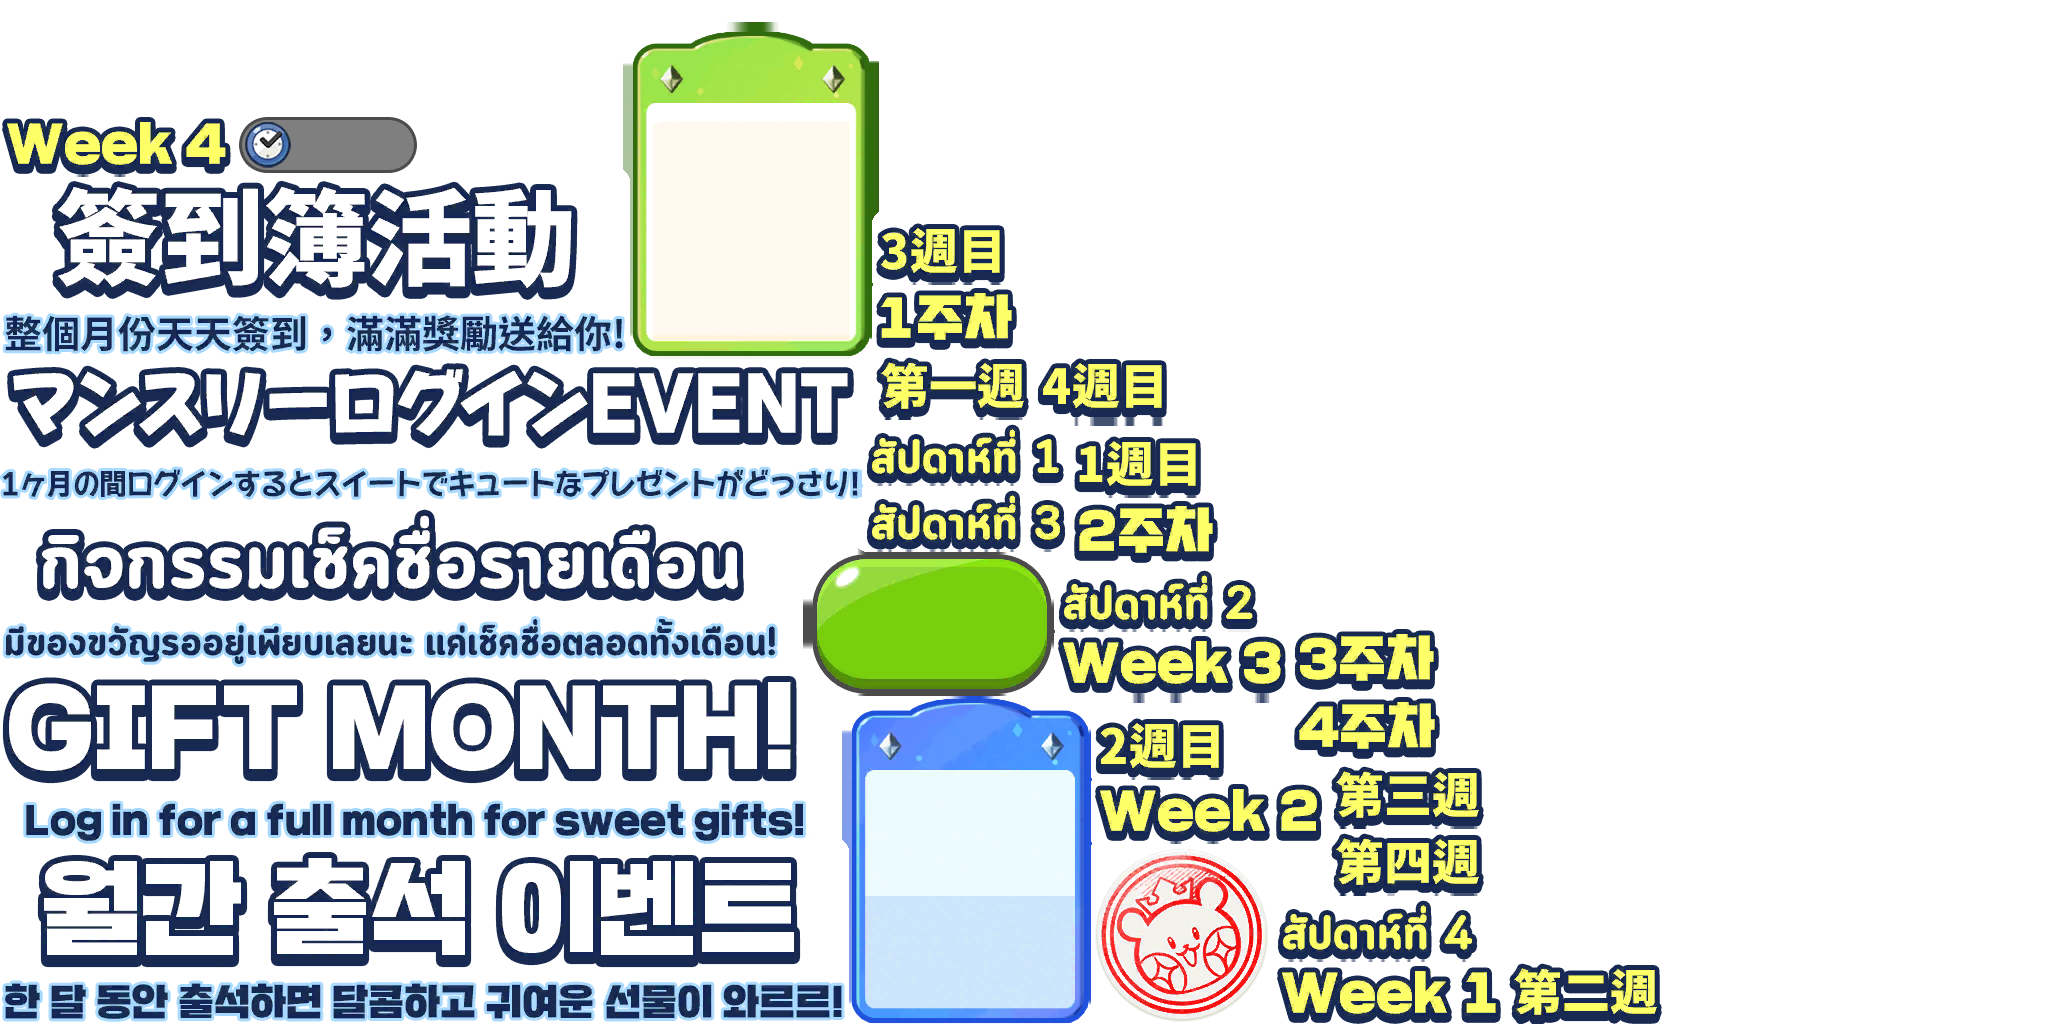 Week 4
簽到簿活動
整個月份天天簽到，滿滿獎勵送給你!
マンスリーログインEVENT
1ヶ月の間ログインするとスイートでキュートなプレゼントがどっさり!
กิจกรรมเช็คชื่อรายเดือน
มีของขวัญรออยู่เพียบเลยนะ แค่เช็คชื่อตลอดทั้งเดือน!
GIFT MONTH!
Log in for a full month for sweet gifts!
월간 출석 이벤트
한 달 동안 출석하면 달콤하고 귀여운 선물이 와르르!
3週目
1주차
第一週 4週目
สัปดาห์ที่ 1 1週目
สัปดาห์ที่ 3 2주차
สัปดาห์ที่ 2
Week 3 3주차
4주차
2週目
Week 2 第三週
第四週
สัปดาห์ที่ 4
Week 1 第二週